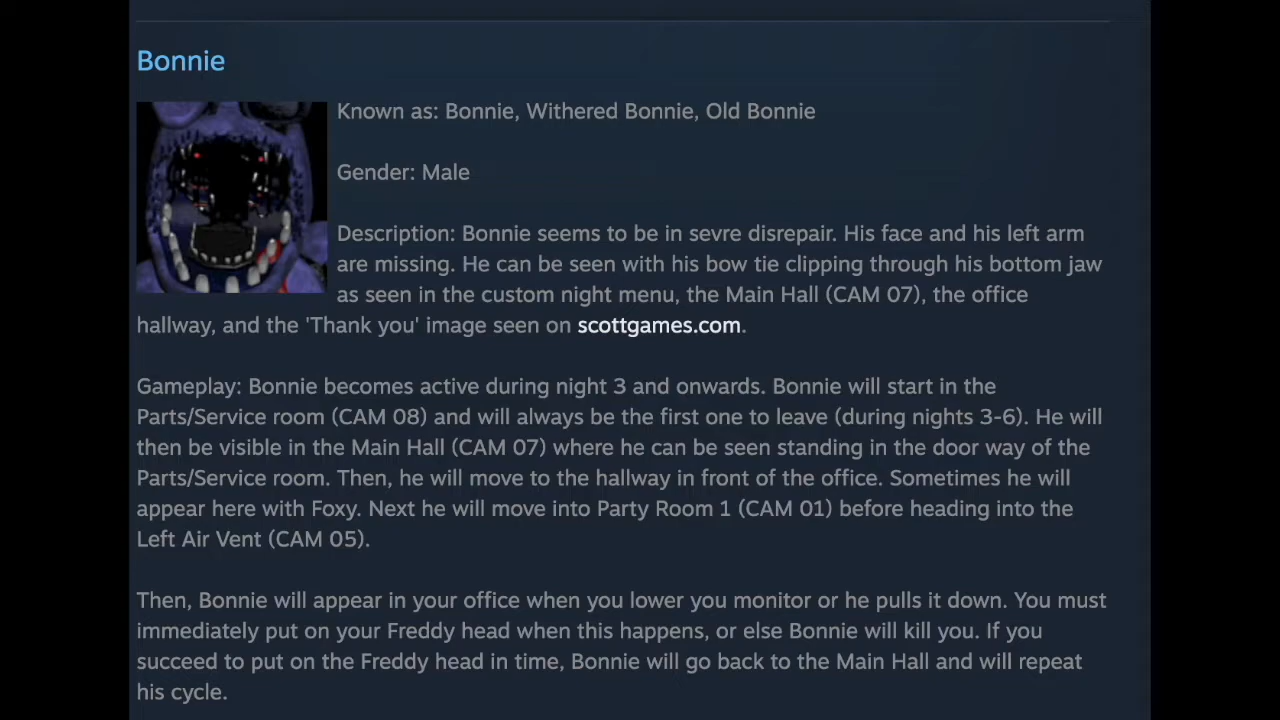 Bonnie
Known as: Bonnie, Withered Bonnie, Old Bonnie
Gender: Male
Description: Bonnie seems to be in sevre disrepair. His face and his left arm
are missing. He can be seen with his bow tie clipping through his bottom jaw
as seen in the custom night menu, the Main Hall (CAM 07), the office
hallway, and the 'Thank you' image seen on scottgames.com.
Gameplay: Bonnie becomes active during night 3 and onwards. Bonnie will start in the
Parts/Service room (CAM 08) and will always be the first one to leave (during nights 3-6). He will
then be visible in the Main Hall (CAM 07) where he can be seen standing in the door way of the
Parts/Service room. Then, he will move to the hallway in front of the office. Sometimes he will
appear here with Foxy. Next he will move into Party Room 1 (CAM 01) before heading into the
Left Air Vent (CAM 05).
Then, Bonnie will appear in your office when you lower you monitor or he pulls it down. You must
immediately put on your Freddy head when this happens, or else Bonnie will kill you. If you
succeed to put on the Freddy head in time, Bonnie will go back to the Main Hall and will repeat
his cycle.